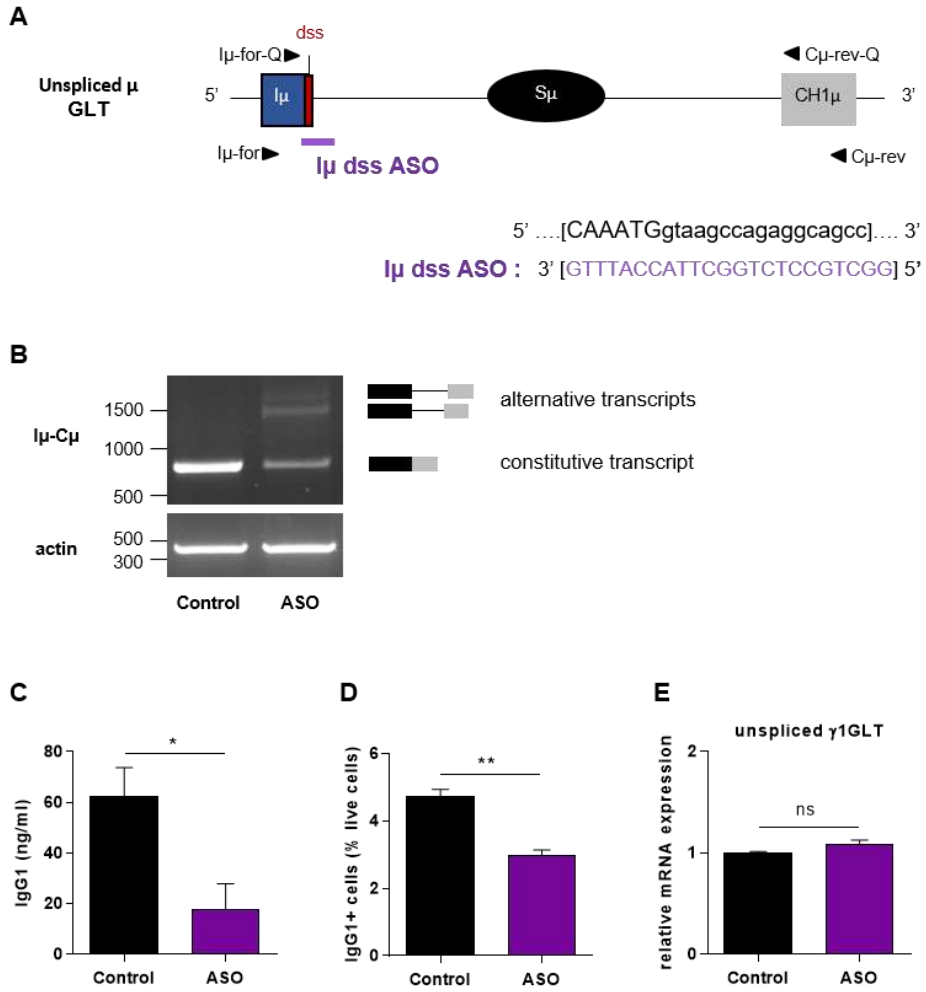 A
dss
Iµ-for-Q
Cµ-rev-Q
Unspliced µ
GLT
5’
Iµ
Sµ
CH1µ
3’
Iµ-for
Cµ-rev
Iµ dss ASO
5’ ....[CAAATGgtaagccagaggcagcc].... 3’
Iµ dss ASO : 3’ [GTTTACCATTCGGTCTCCGTCGG] 5’
B
Iµ-Cµ
1500
1000
500
alternative transcripts
constitutive transcript
actin
500
300
Control ASO
C
IgG1 (ng/ml)
80
60
40
20
0
*
Control ASO
D
IgG1+ cells (% live cells)
6
4
2
0
**
Control ASO
E
unspliced γ1GLT
relative mRNA expression
2
1
0
ns
Control ASO